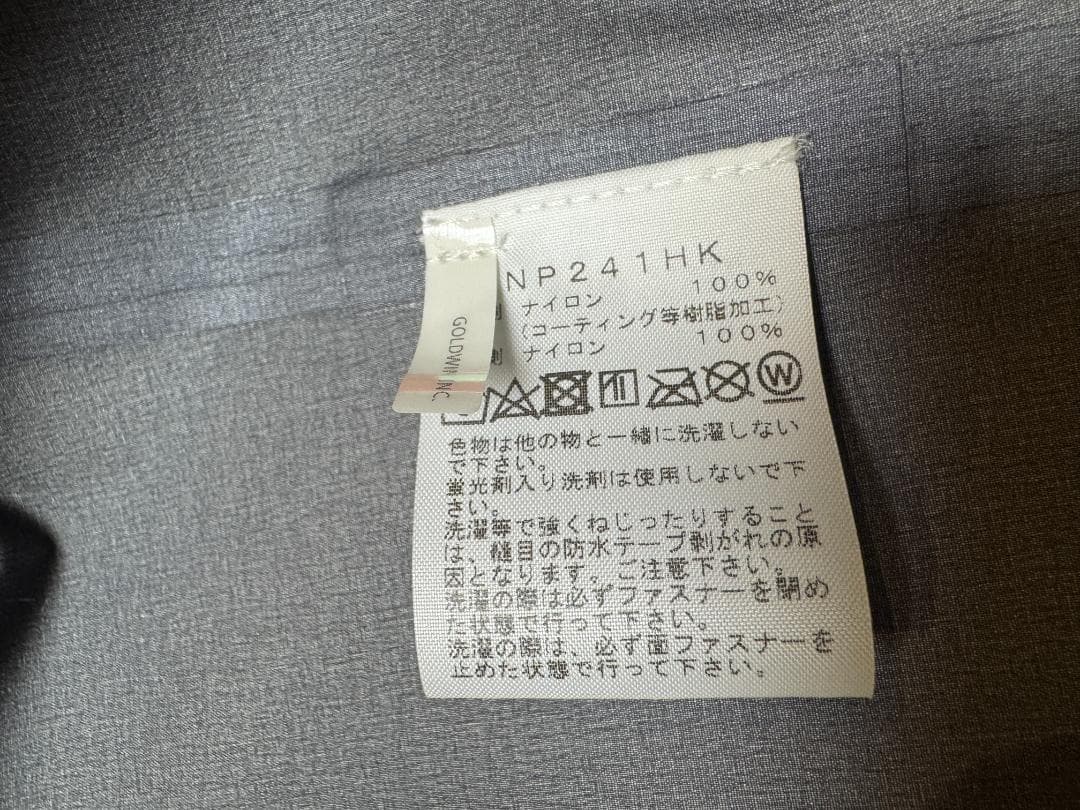 NP241HK
ナイロン 100%
(コーティング等樹脂加工)
ナイロン 100%
GOLDWIN INC.
W
色物は他の物と一緒に洗濯しない
で下さい。
蛍光剤入り洗剤は使用しないで下
さい。
洗濯等で強くねじったりすること
は、縫目の防水テープ剥がれの原
因となります。ご注意下さい。
洗濯の際は必ずファスナーを閉め
た状態で行って下さい。
洗濯の際は、必ず面ファスナーを
止めた状態で行って下さい。